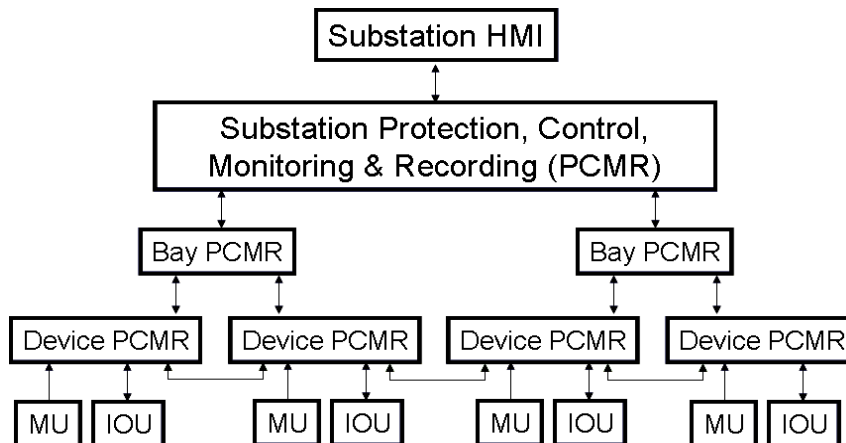 Substation HMI
Substation Protection, Control,
Monitoring & Recording (PCMR)
Bay PCMR
Bay PCMR
Device PCMR
Device PCMR
Device PCMR
Device PCMR
MU
IOU
MU
IOU
MU
IOU
MU
IOU